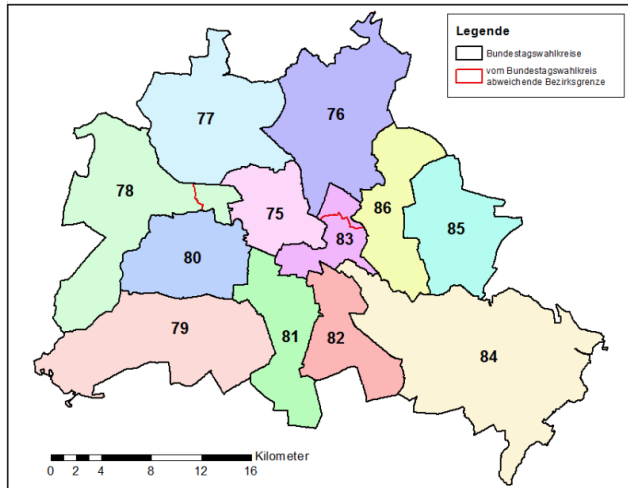 Legende
Bundestagswahlkreise
vom Bundestagswahlkreis
abweichende Bezirksgrenze
77
76
78
75
86
83
85
80
79
81
82
84
Kilometer
0 2 4 8 12 16